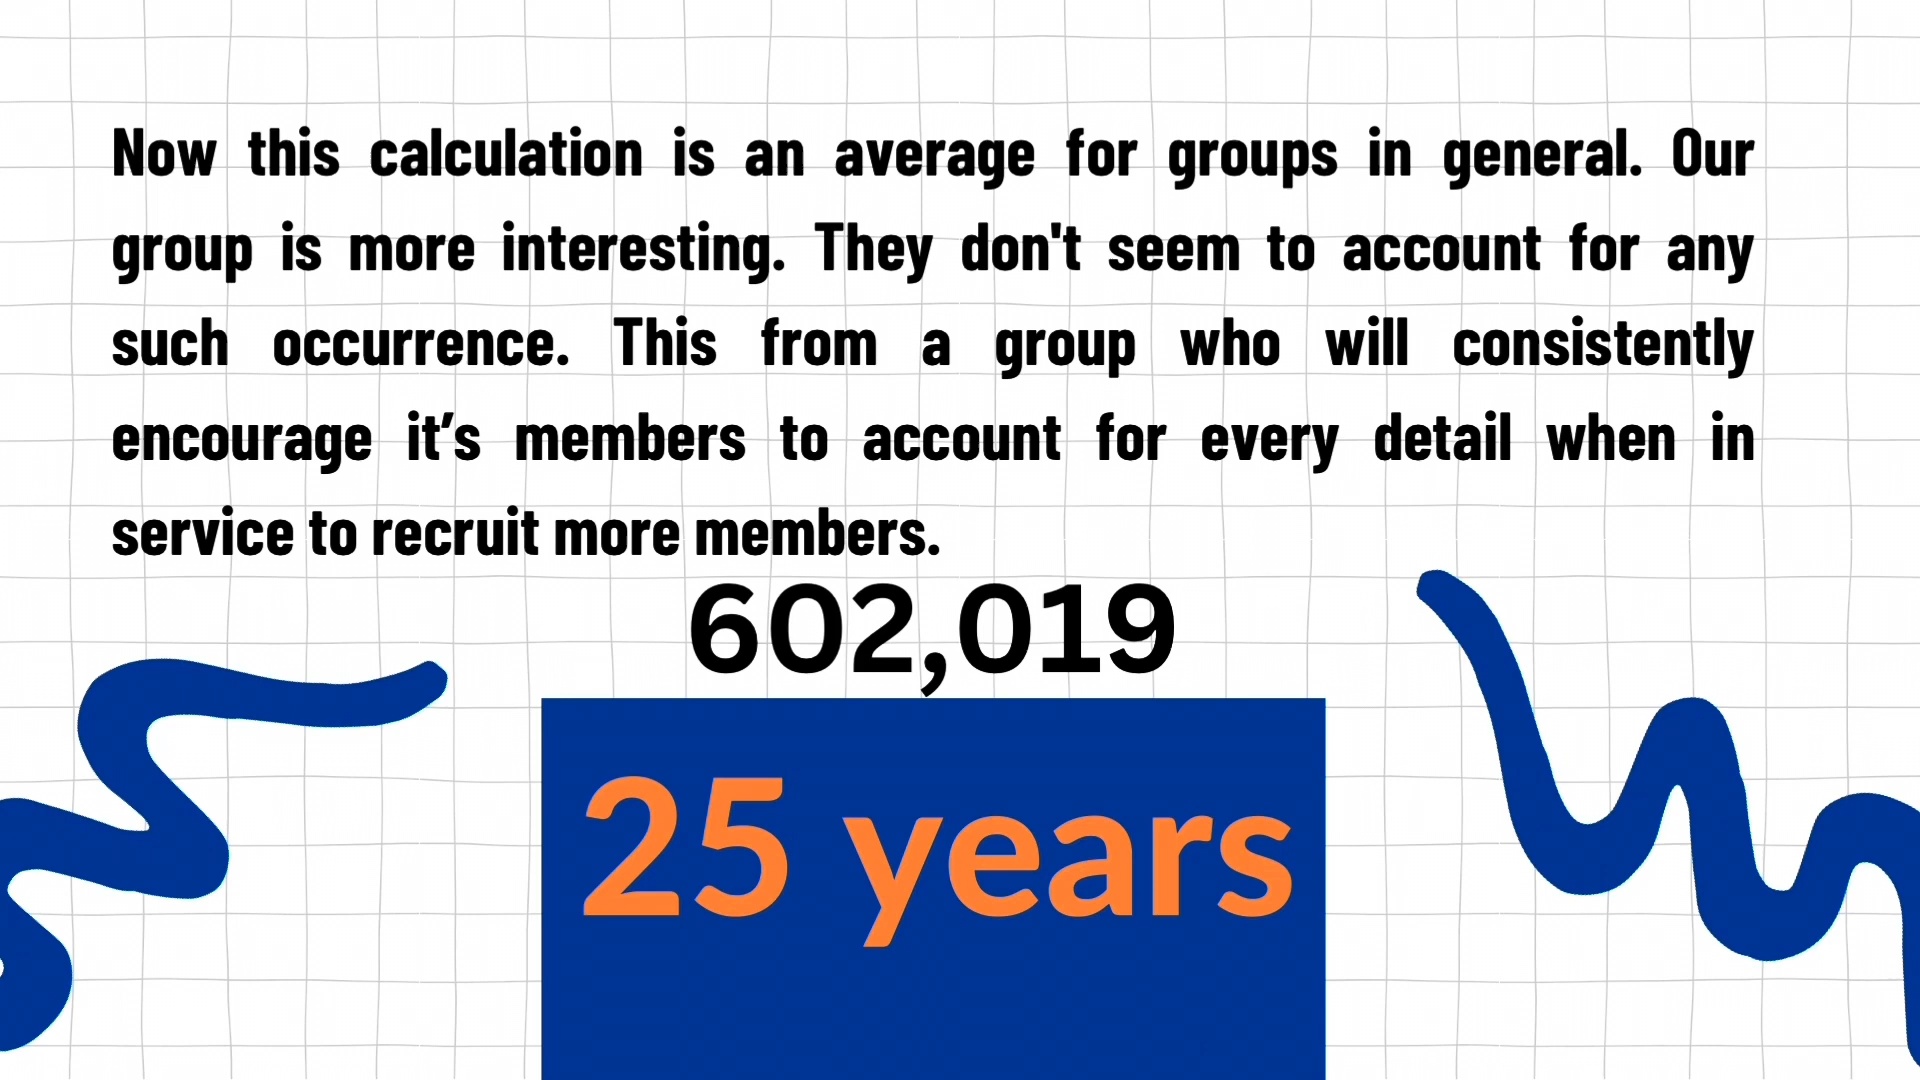 Now this calculation is an average for groups in general. Our
group is more interesting. They don't seem to account for any
such occurrence. This from a group who will consistently
encourage it’s members to account for every detail when in
service to recruit more members.
602,019
25 years